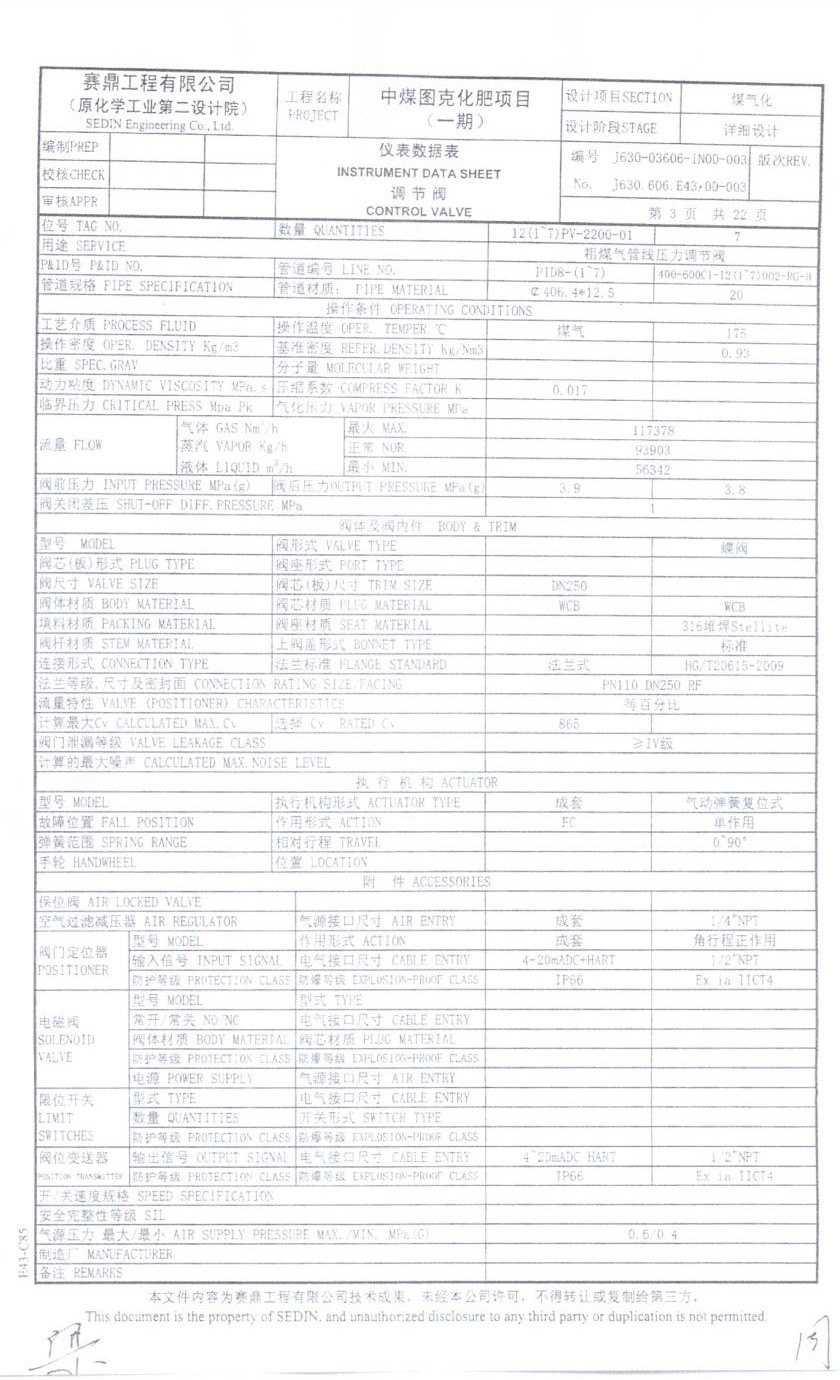 赛鼎工程有限公司
(原化学工业第二设计院)
SEDIN Engineering Co., Ltd.
工程名称
PROJECT
中煤图克化肥项目
(一期)
设计项目SECTION 煤气化
设计阶段STAGE 详细设计
编制PREP
校核CHECK
审核APPR
仪表数据表
INSTRUMENT DATA SHEET
调节阀
CONTROL VALVE
编号 J630-03606-IN00-003 版次REV.
No. J630.606.E43,00-003
第 3 页 共 22 页
位号 TAG NO. 数量 QUANTITIES 12(1~7)PV-2200-01 7
用途 SERVICE 粗煤气管线压力调节阀
P&ID号 P&ID NO. 管道编号 LINE NO. PID8-(1~7) 400-600C1-12(1~7)002-RG-H
管道规格 PIPE SPECIFICATION 管道材质: PIPE MATERIAL ¢406.4*12.5 20
操作条件 OPERATING CONDITIONS
工艺介质 PROCESS FLUID 操作温度 OPER. TEMPER ℃ 煤气 175
操作密度 OPER. DENSITY Kg/m3 基准密度 REFER.DENSITY Kg/Nm3 0.93
比重 SPEC.GRAV 分子量 MOLECULAR WEIGHT
动力粘度 DYNAMIC VISCOSITY MPa.s 压缩系数 COMPRESS FACTOR K 0.017
临界压力 CRITICAL PRESS Mpa Pk 气化压力 VAPOR PRESSURE MPa
流量 FLOW
气体 GAS Nm³/h 最大 MAX. 117378
蒸汽 VAPOR Kg/h 正常 NOR. 93903
液体 LIQUID m³/h 最小 MIN. 56342
阀前压力 INPUT PRESSURE MPa(g) 阀后压力OUTPUT PRESSURE MPa(g) 3.9 3.8
阀关闭差压 SHUT-OFF DIFF.PRESSURE MPa 1
阀体及阀内件 BODY & TRIM
型号 MODEL 阀形式 VALVE TYPE 蝶阀
阀芯(板)形式 PLUG TYPE 阀座形式 PORT TYPE
阀尺寸 VALVE SIZE 阀芯(板)尺寸 TRIM SIZE DN250
阀体材质 BODY MATERIAL 阀芯材质 PLUG MATERIAL WCB WCB
填料材质 PACKING MATERIAL 阀座材质 SEAT MATERIAL 316堆焊Stellite
阀杆材质 STEM MATERIAL 上阀盖形式 BONNET TYPE 标准
连接形式 CONNECTION TYPE 法兰标准 FLANGE STANDARD 法兰式 HG/T20615-2009
法兰等级,尺寸及密封面 CONNECTION RATING/SIZE/FACING PN110 DN250 RF
流量特性 VALVE (POSITIONER) CHARACTERISTICS 等百分比
计算最大Cv CALCULATED MAX.Cv 选择 Cv RATED Cv 865
阀门泄漏等级 VALVE LEAKAGE CLASS ≥IV级
计算的最大噪声 CALCULATED MAX.NOISE LEVEL
执 行 机 构 ACTUATOR
型号 MODEL 执行机构形式 ACTUATOR TYPE 成套 气动弹簧复位式
故障位置 FALL POSITION 作用形式 ACTION FC 单作用
弹簧范围 SPRING RANGE 相对行程 TRAVEL 0~90°
手轮 HANDWHEEL 位置 LOCATION
附 件 ACCESSORIES
保位阀 AIR LOCKED VALVE
空气过滤减压器 AIR REGULATOR 气源接口尺寸 AIR ENTRY 成套 1/4"NPT
阀门定位器
POSITIONER
型号 MODEL 作用形式 ACTION 成套 角行程正作用
输入信号 INPUT SIGNAL 电气接口尺寸 CABLE ENTRY 4-20mADC+HART 1/2"NPT
防护等级 PROTECTION CLASS 防爆等级 EXPLOSION-PROOF CLASS IP66 Ex ia IICT4
电磁阀
SOLENOID
VALVE
型号 MODEL 型式 TYPE
常开/常关 NO/NC 电气接口尺寸 CABLE ENTRY
阀体材质 BODY MATERIAL 阀芯材质 PLUG MATERIAL
防护等级 PROTECTION CLASS 防爆等级 EXPLOSION-PROOF CLASS
电源 POWER SUPPLY 气源接口尺寸 AIR ENTRY
限位开关
LIMIT
SWITCHES
型式 TYPE 电气接口尺寸 CABLE ENTRY
数量 QUANTITIES 开关形式 SWITCH TYPE
防护等级 PROTECTION CLASS 防爆等级 EXPLOSION-PROOF CLASS
阀位变送器
POSITION TRANSMITTER
输出信号 OUTPUT SIGNAL 电气接口尺寸 CABLE ENTRY 4~20mADC HART 1/2"NPT
防护等级 PROTECTION CLASS 防爆等级 EXPLOSION-PROOF CLASS IP66 Ex ia IICT4
开/关速度规格 SPEED SPECIFICATION
安全完整性等级 SIL
气源压力 最大/最小 AIR SUPPLY PRESSURE MAX./MIN. MPa(G) 0.6/0.4
制造厂 MANUFACTURER
备注 REMARKS
E43-C85
本文件内容为赛鼎工程有限公司技术成果, 未经本公司许可, 不得转让或复制给第三方.
This document is the property of SEDIN, and unauthorized disclosure to any third party or duplication is not permitted.